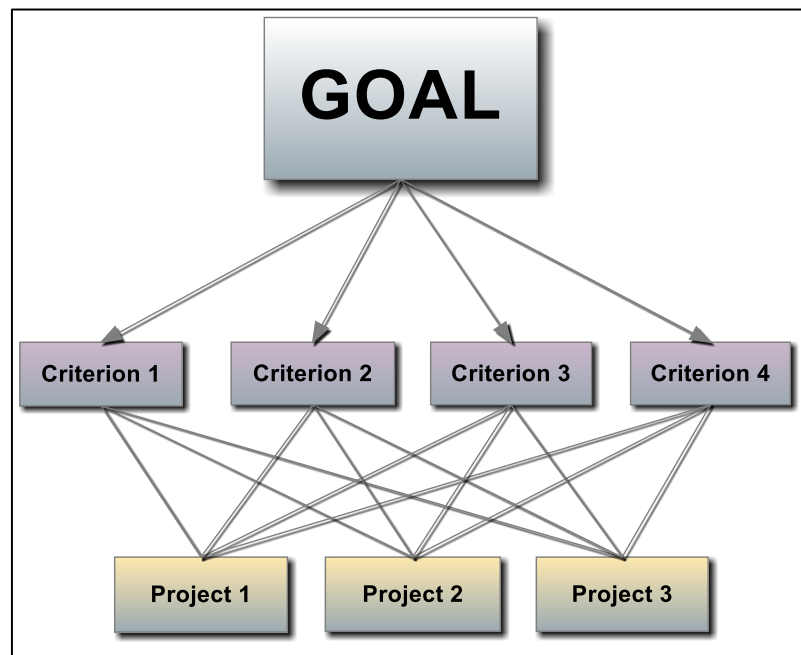 GOAL
Criterion 1
Criterion 2
Criterion 3
Criterion 4
Project 1
Project 2
Project 3